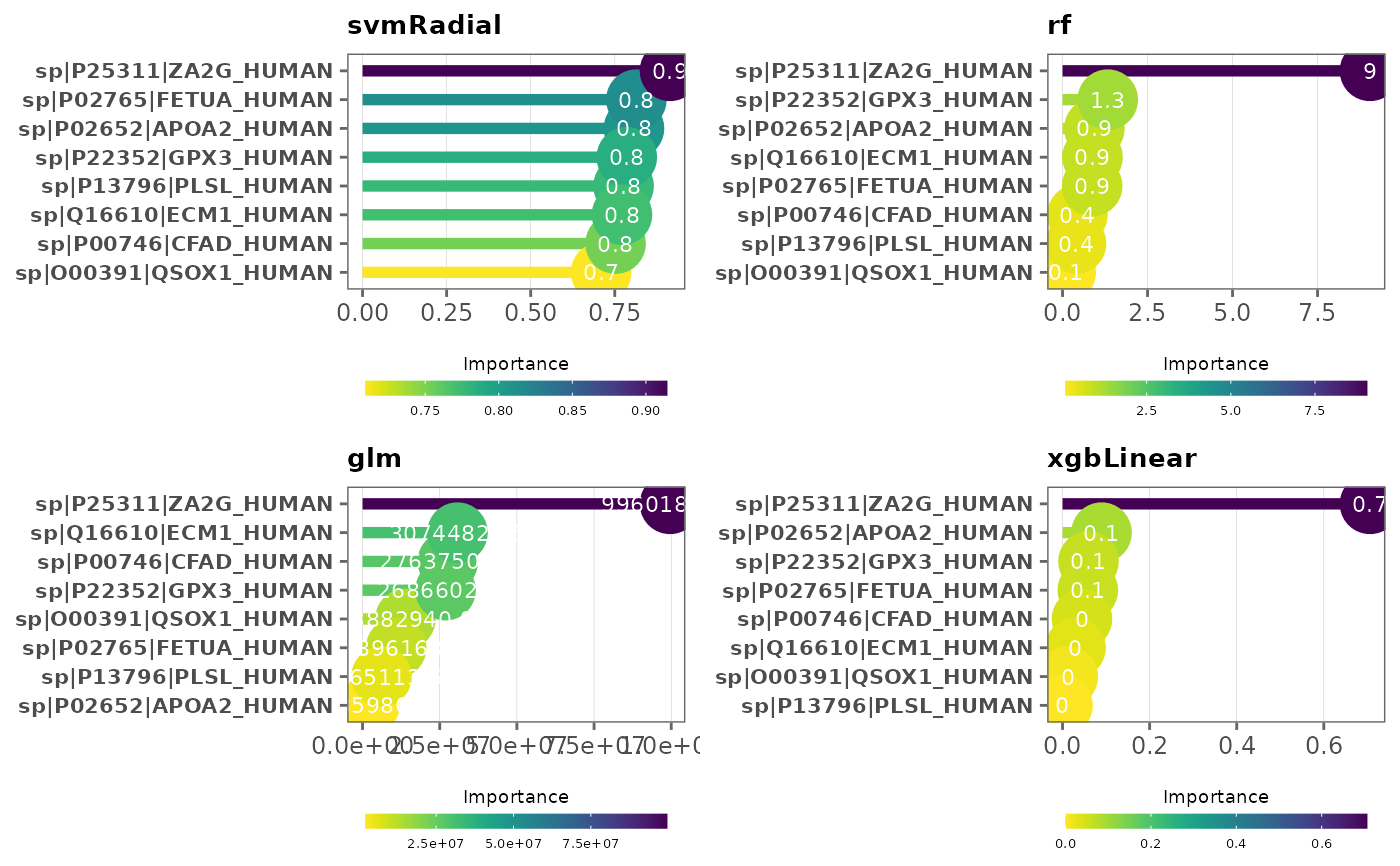 svmRadial
sp|P25311|ZA2G_HUMAN
sp|P02765|FETUA_HUMAN
sp|P02652|APOA2_HUMAN
sp|P22352|GPX3_HUMAN
sp|P13796|PLSL_HUMAN
sp|Q16610|ECM1_HUMAN
sp|P00746|CFAD_HUMAN
sp|O00391|QSOX1_HUMAN
0.9
0.8
0.8
0.8
0.8
0.8
0.8
0.7
0.00 0.25 0.50 0.75
Importance
0.75 0.80 0.85 0.90
rf
sp|P25311|ZA2G_HUMAN
sp|P22352|GPX3_HUMAN
sp|P02652|APOA2_HUMAN
sp|Q16610|ECM1_HUMAN
sp|P02765|FETUA_HUMAN
sp|P00746|CFAD_HUMAN
sp|P13796|PLSL_HUMAN
sp|O00391|QSOX1_HUMAN
9
1.3
0.9
0.9
0.9
0.4
0.4
0.1
0.0 2.5 5.0 7.5
Importance
2.5 5.0 7.5
glm
sp|P25311|ZA2G_HUMAN
sp|Q16610|ECM1_HUMAN
sp|P00746|CFAD_HUMAN
sp|P22352|GPX3_HUMAN
sp|O00391|QSOX1_HUMAN
sp|P02765|FETUA_HUMAN
sp|P13796|PLSL_HUMAN
sp|P02652|APOA2_HUMAN
Importance
2.5e+07 5.0e+07 7.5e+07
xgbLinear
sp|P25311|ZA2G_HUMAN
sp|P02652|APOA2_HUMAN
sp|P22352|GPX3_HUMAN
sp|P02765|FETUA_HUMAN
sp|P00746|CFAD_HUMAN
sp|Q16610|ECM1_HUMAN
sp|O00391|QSOX1_HUMAN
sp|P13796|PLSL_HUMAN
0.7
0.1
0.1
0.1
0
0
0
0
0.0 0.2 0.4 0.6
Importance
0.0 0.2 0.4 0.6